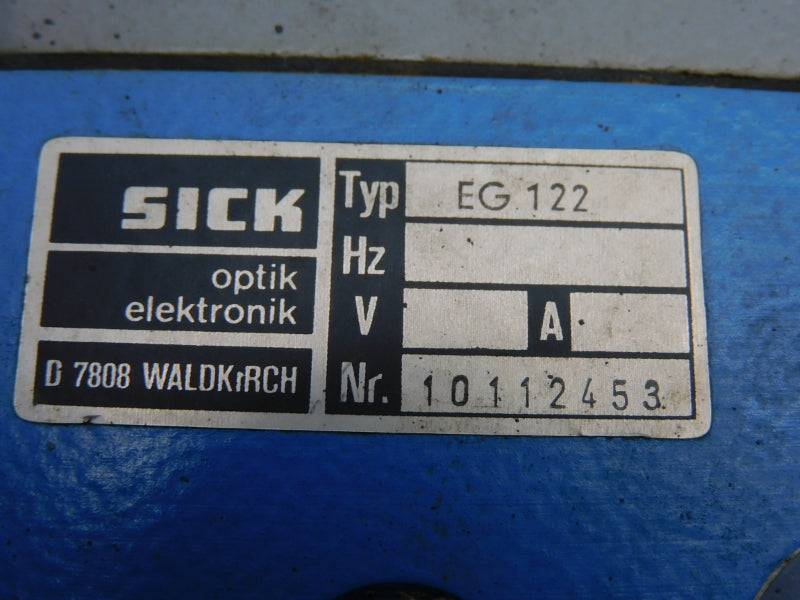 SICK
optik
elektronik
D 7808 WALDKIRCH
Typ EG 122
Hz
V A
Nr. 10112453